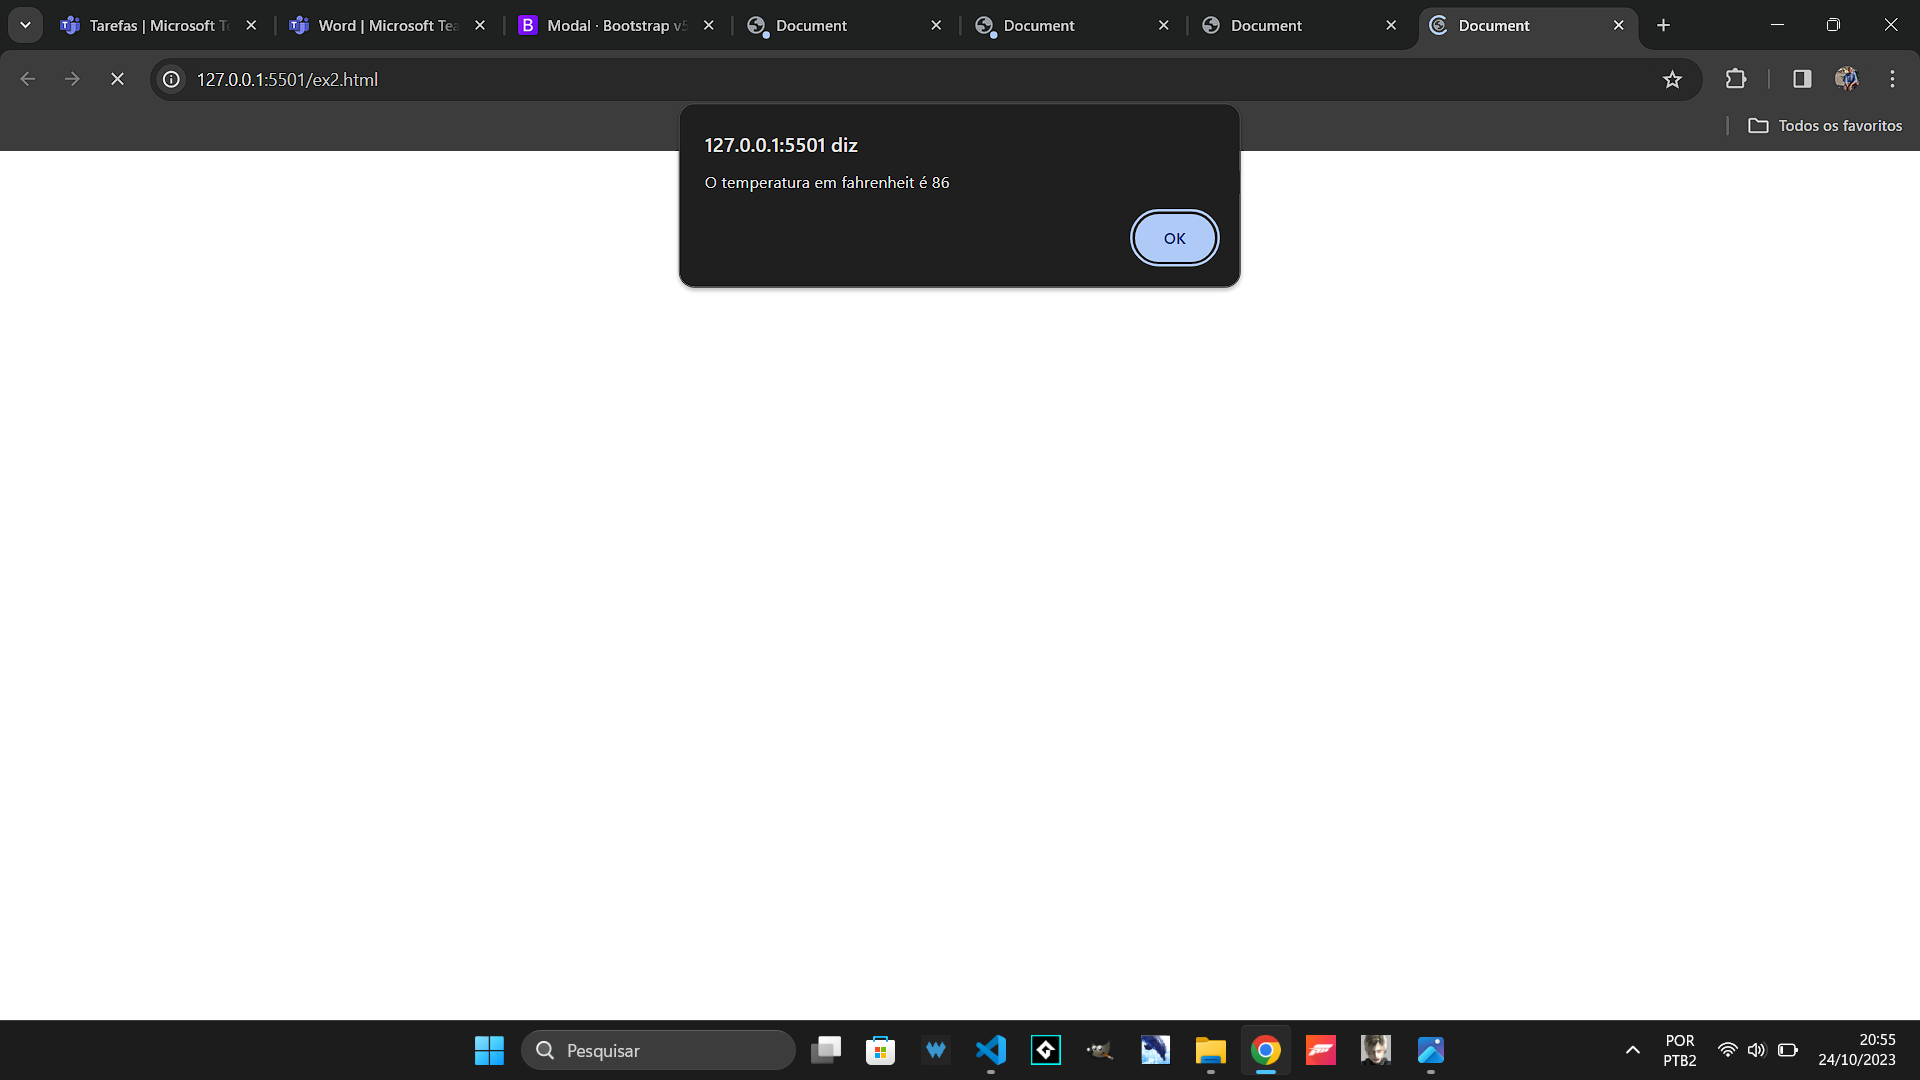 Tarefas | Microsoft Te
Word | Microsoft Tea
B
Modal · Bootstrap v5
Document
Document
Document
Document
127.0.0.1:5501/ex2.html
Todos os favoritos
127.0.0.1:5501 diz
O temperatura em fahrenheit é 86
OK
Pesquisar
POR
PTB2
20:55
24/10/2023